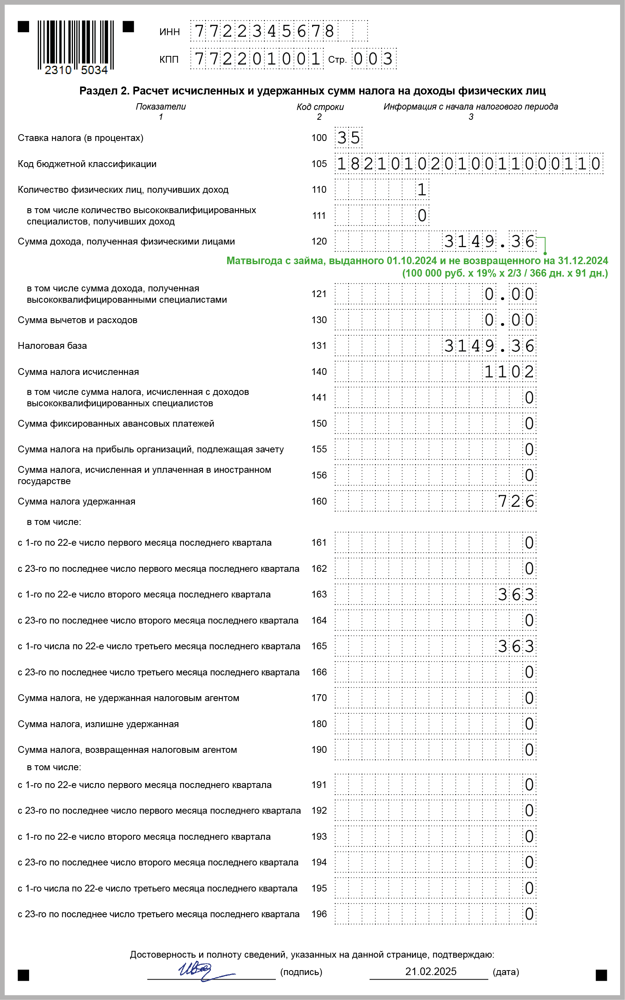 ИНН 7722345678
КПП 772201001 Стр. 003
2310 5034
Раздел 2. Расчет исчисленных и удержанных сумм налога на доходы физических лиц
Показатели Код строки Информация с начала налогового периода
1 2 3
Ставка налога (в процентах) 100 35
Код бюджетной классификации 105 18210102010011000110
Количество физических лиц, получивших доход 110 1
в том числе количество высококвалифицированных
специалистов, получивших доход 111 0
Сумма дохода, полученная физическими лицами 120 3149.36
Матвыгода с займа, выданного 01.10.2024 и не возвращенного на 31.12.2024
(100 000 руб. х 19% х 2/3 / 366 дн. х 91 дн.)
в том числе сумма дохода, полученная
высококвалифицированными специалистами 121 0.00
Сумма вычетов и расходов 130 0.00
Налоговая база 131 3149.36
Сумма налога исчисленная 140 1102
в том числе сумма налога, исчисленная с доходов
высококвалифицированных специалистов 141 0
Сумма фиксированных авансовых платежей 150 0
Сумма налога на прибыль организаций, подлежащая зачету 155 0
Сумма налога, исчисленная и уплаченная в иностранном
государстве 156 0
Сумма налога удержанная 160 726
в том числе:
с 1-го по 22-е число первого месяца последнего квартала 161 0
с 23-го по последнее число первого месяца последнего квартала 162 0
с 1-го по 22-е число второго месяца последнего квартала 163 363
с 23-го по последнее число второго месяца последнего квартала 164 0
с 1-го числа по 22-е число третьего месяца последнего квартала 165 363
с 23-го по последнее число третьего месяца последнего квартала 166 0
Сумма налога, не удержанная налоговым агентом 170 0
Сумма налога, излишне удержанная 180 0
Сумма налога, возвращенная налоговым агентом 190 0
в том числе:
с 1-го по 22-е число первого месяца последнего квартала 191 0
с 23-го по последнее число первого месяца последнего квартала 192 0
с 1-го по 22-е число второго месяца последнего квартала 193 0
с 23-го по последнее число второго месяца последнего квартала 194 0
с 1-го числа по 22-е число третьего месяца последнего квартала 195 0
с 23-го по последнее число третьего месяца последнего квартала 196 0
Достоверность и полноту сведений, указанных на данной странице, подтверждаю:
(подпись) 21.02.2025 (дата)